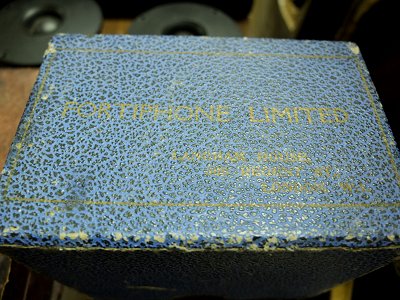 FORTIPHONE LIMITED
LANGHAM HOUSE,
308 REGENT ST.,
LONDON, W.1.